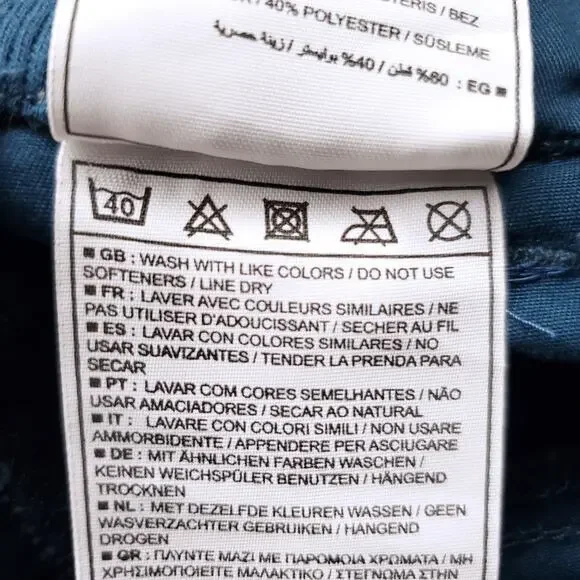 / BEZ
/ 40% POLYESTER / SÜSLEME
■ EG : %60 قطن / %40 بوليستر / زينة حصرية
40
■ GB : WASH WITH LIKE COLORS / DO NOT USE
SOFTENERS / LINE DRY
■ FR : LAVER AVEC COULEURS SIMILAIRES / NE
PAS UTILISER D'ADOUCISSANT / SECHER AU FIL
■ ES : LAVAR CON COLORES SIMILARES / NO
USAR SUAVIZANTES / TENDER LA PRENDA PARA
SECAR
■ PT : LAVAR COM CORES SEMELHANTES / NÃO
USAR AMACIADORES / SECAR AO NATURAL
■ IT : LAVARE CON COLORI SIMILI / NON USARE
AMMORBIDENTE / APPENDERE PER ASCIUGARE
■ DE : MIT ÄHNLICHEN FARBEN WASCHEN /
KEINEN WEICHSPÜLER BENUTZEN / HÄNGEND
TROCKNEN
■ NL : MET DEZELFDE KLEUREN WASSEN / GEEN
WASVERZACHTER GEBRUIKEN / HANGEND
DROGEN
■ GR : ΠΛΥΝΤΕ ΜΑΖΙ ΜΕ ΠΑΡΟΜΟΙΑ ΧΡΩΜΑΤΑ / ΜΗ
ΧΡΗΣΙΜΟΠΟΙΕΙΤΕ ΜΑΛΑΚΤΙΚΟ / ΣΤΕΓΝΩΜΑ ΣΤΗΝ